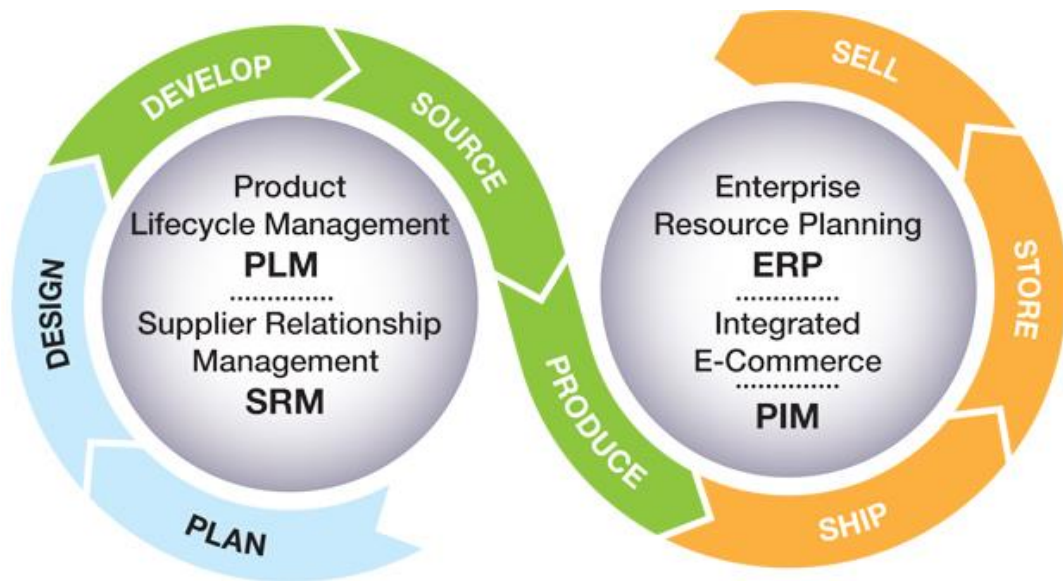 PLAN
DESIGN
DEVELOP
SOURCE
PRODUCE
SHIP
STORE
SELL
Product
Lifecycle Management
PLM
Supplier Relationship
Management
SRM
Enterprise
Resource Planning
ERP
Integrated
E-Commerce
PIM